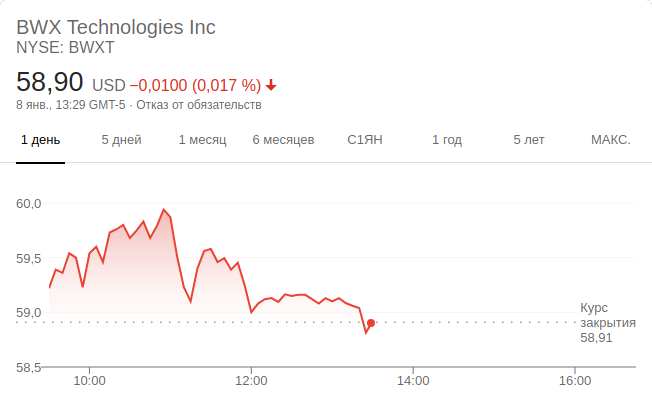 BWX Technologies Inc
NYSE: BWXT
58,90 USD −0,0100 (0,017 %)
8 янв., 13:29 GMT-5 · Отказ от обязательств
1 день 5 дней 1 месяц 6 месяцев С1ЯН 1 год 5 лет МАКС.
60,0
59,5
59,0
Курс
закрытия
58,91
58,5
10:00 12:00 14:00 16:00